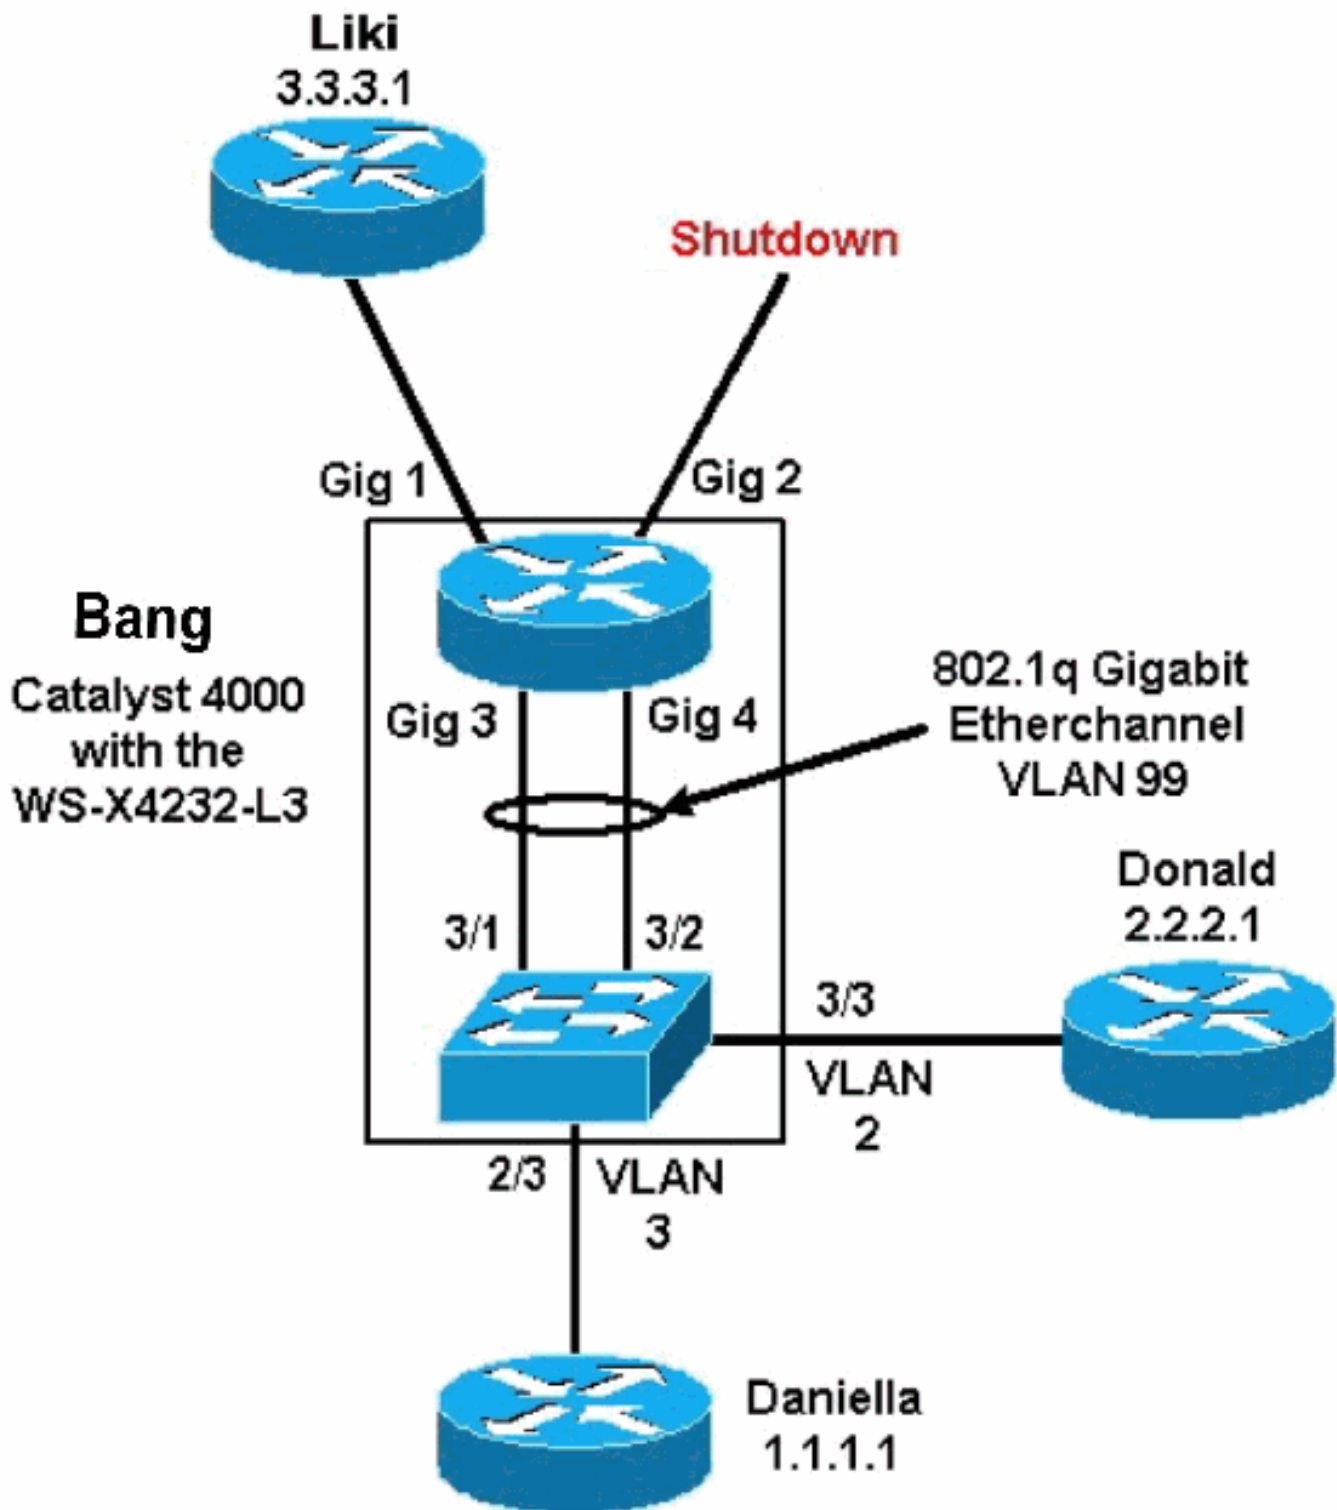 Liki
3.3.3.1
Shutdown
Gig 1
Gig 2
Bang
Catalyst 4000
with the
WS-X4232-L3
Gig 3
Gig 4
802.1q Gigabit
Etherchannel
VLAN 99
3/1
3/2
Donald
2.2.2.1
3/3
VLAN
2
2/3
VLAN
3
Daniella
1.1.1.1